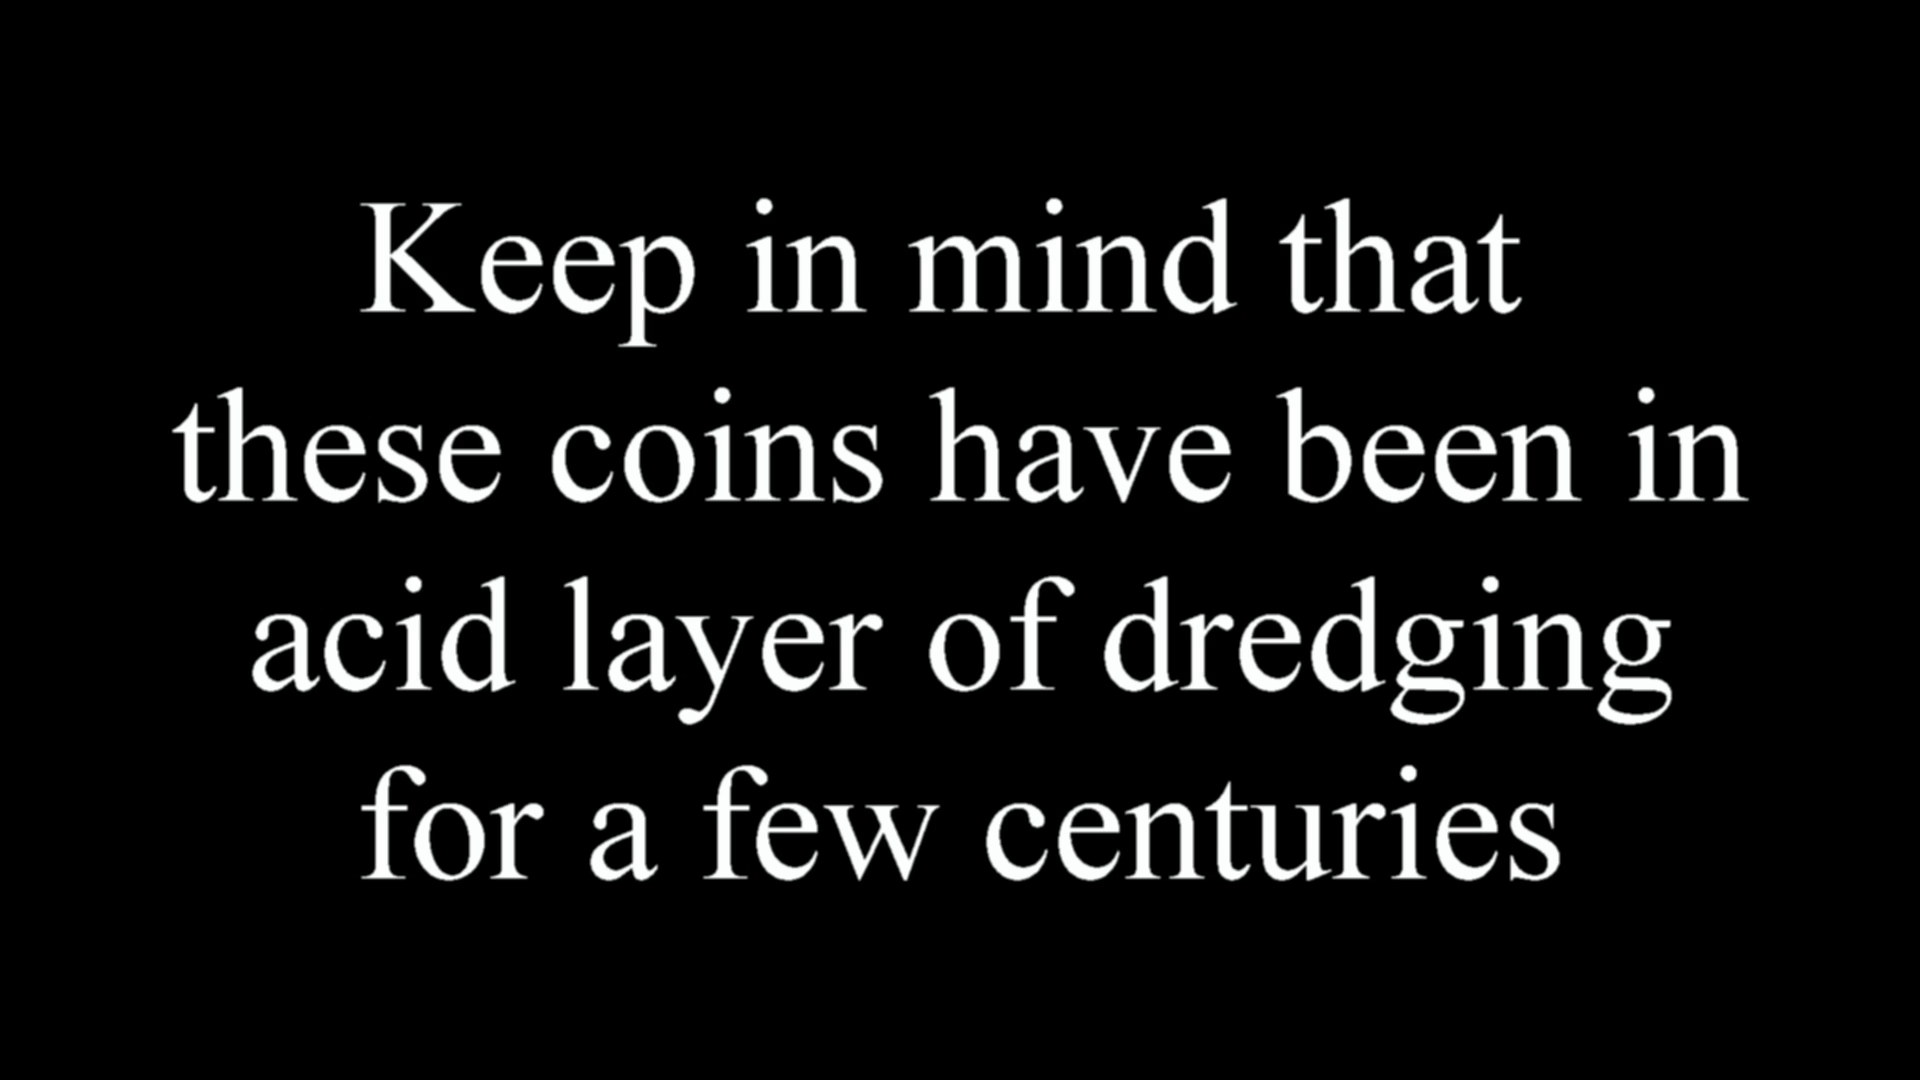 Keep in mind that
these coins have been in
acid layer of dredging
for a few centuries